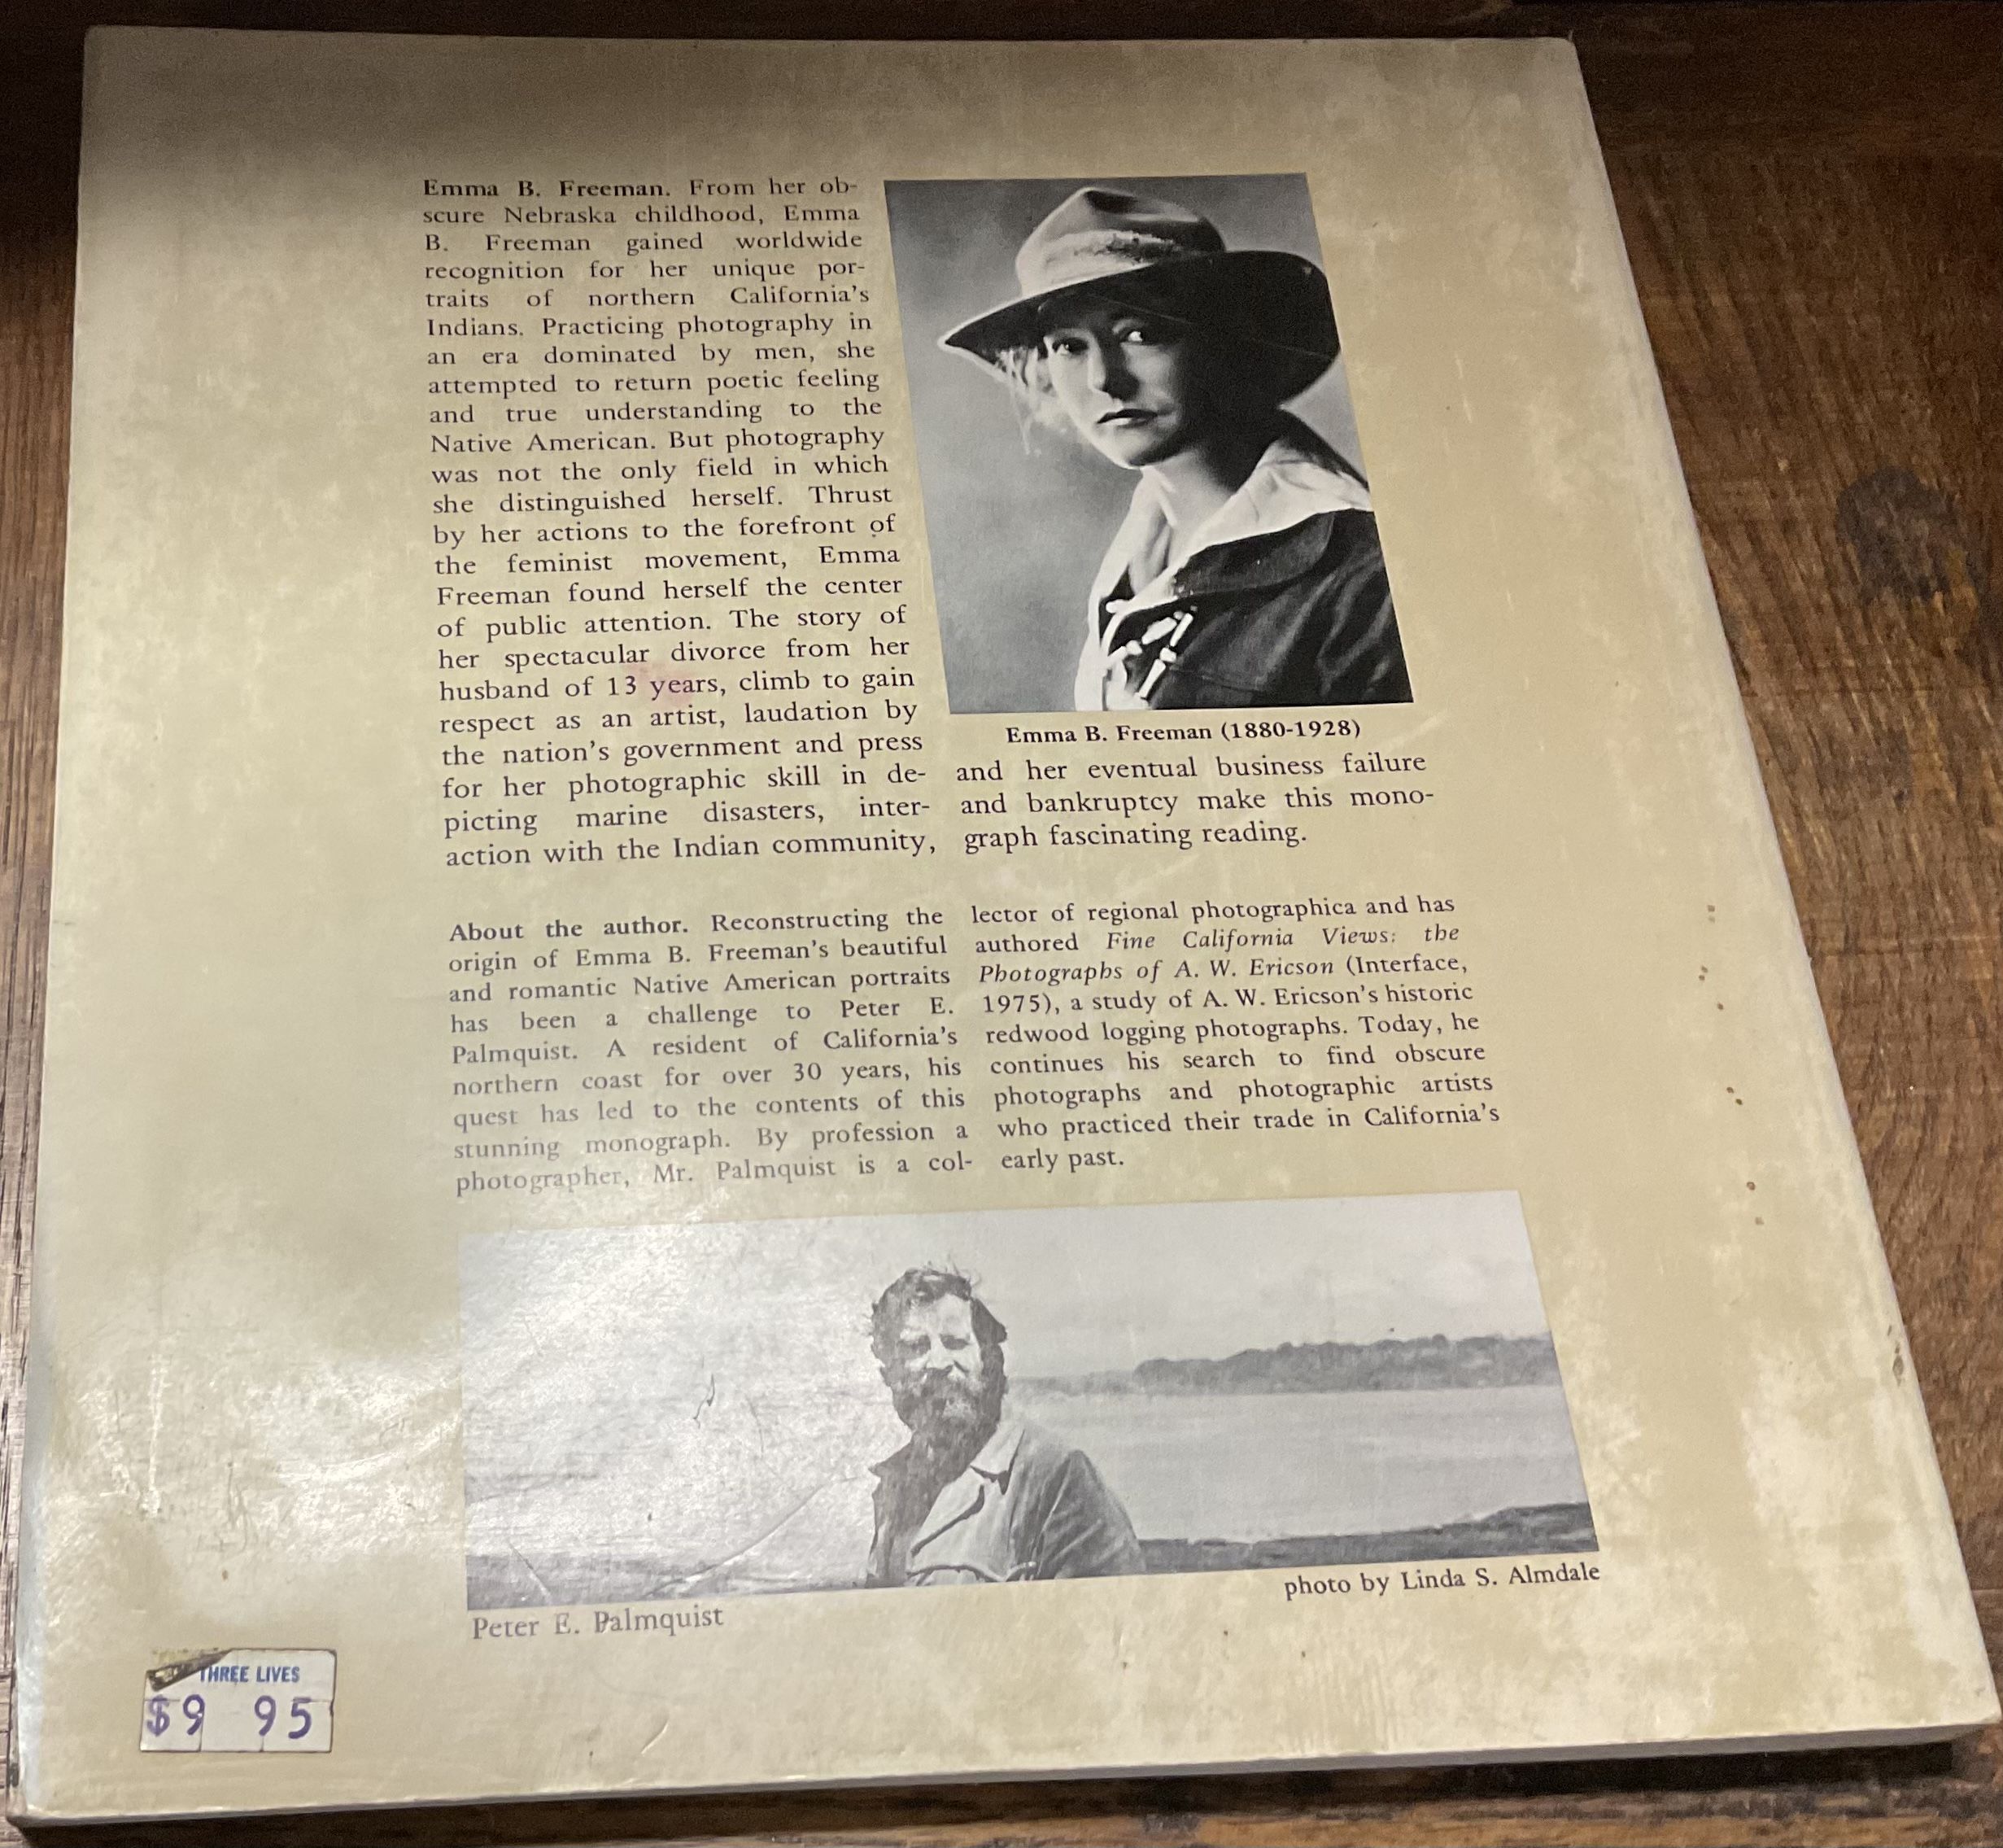 Emma B. Freeman. From her ob-
scure Nebraska childhood, Emma
B. Freeman gained worldwide
recognition for her unique por-
traits of northern California's
Indians. Practicing photography in
an era dominated by men, she
attempted to return poetic feeling
and true understanding to the
Native American. But photography
was not the only field in which
she distinguished herself. Thrust
by her actions to the forefront of
the feminist movement, Emma
Freeman found herself the center
of public attention. The story of
her spectacular divorce from her
husband of 13 years, climb to gain
respect as an artist, laudation by
the nation's government and press
for her photographic skill in de-
picting marine disasters, inter-
action with the Indian community,
Emma B. Freeman (1880-1928)
and her eventual business failure
and bankruptcy make this mono-
graph fascinating reading.
About the author. Reconstructing the
origin of Emma B. Freeman's beautiful
and romantic Native American portraits
has been a challenge to Peter E.
Palmquist. A resident of California's
northern coast for over 30 years, his
quest has led to the contents of this
stunning monograph. By profession a
photographer, Mr. Palmquist is a col-
lector of regional photographica and has
authored Fine California Views: the
Photographs of A. W. Ericson (Interface,
1975), a study of A. W. Ericson's historic
redwood logging photographs. Today, he
continues his search to find obscure
photographs and photographic artists
who practiced their trade in California's
early past.
photo by Linda S. Almdale
Peter E. Palmquist
THREE LIVES
$9 95